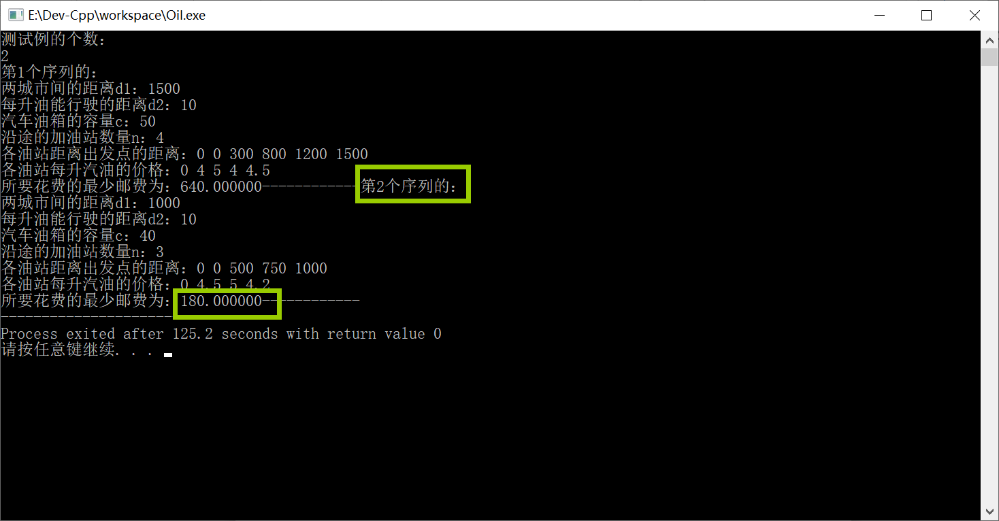 E:\Dev-Cpp\workspace\Oil.exe
测试例的个数：
2
第1个序列的：
两城市间的距离d1：1500
每升油能行驶的距离d2：10
汽车油箱的容量c：50
沿途的加油站数量n：4
各油站距离出发点的距离：0 0 300 800 1200 1500
各油站每升汽油的价格：0 4 5 4 4.5
所要花费的最少邮费为：640.000000------------第2个序列的：
两城市间的距离d1：1000
每升油能行驶的距离d2：10
汽车油箱的容量c：40
沿途的加油站数量n：3
各油站距离出发点的距离：0 0 500 750 1000
各油站每升汽油的价格：0 4.5 5 4.2
所要花费的最少邮费为：180.000000------------
---------------------
Process exited after 125.2 seconds with return value 0
请按任意键继续. . .